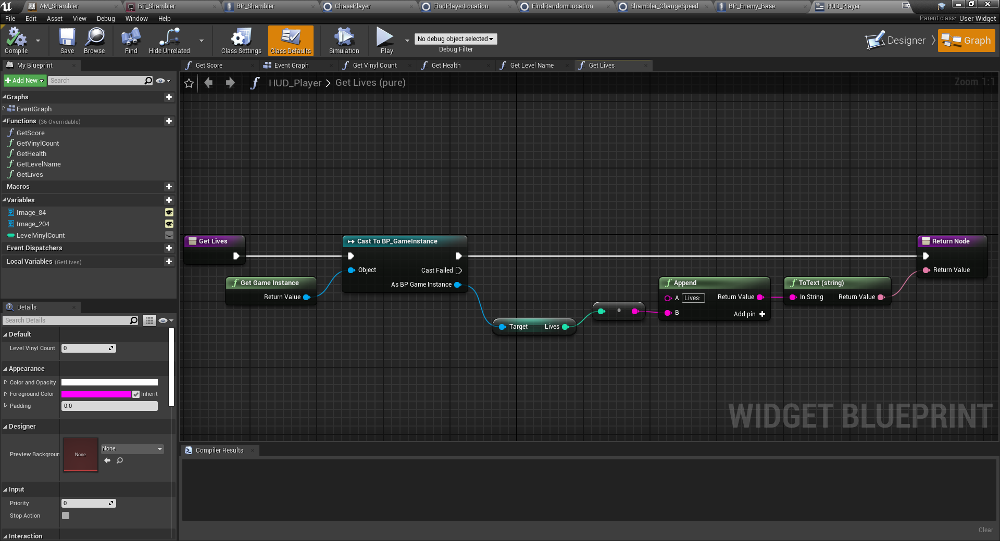 AM_Shambler
BT_Shambler
BP_Shambler
ChasePlayer
FindPlayerLocation
FindRandomLocation
Shambler_ChangeSpeed
BP_Enemy_Base
HUD_Player
File Edit Asset View Debug Window Help
Parent class: User Widget
Compile
Save
Browse
Find
Hide Unrelated
Class Settings
Class Defaults
Simulation
Play
No debug object selected
Debug Filter
Designer
Graph
My Blueprint
Get Score
Event Graph
Get Vinyl Count
Get Health
Get Level Name
Get Lives
Add New
Search
HUD_Player > Get Lives (pure)
Zoom 1:1
Graphs
EventGraph
Functions (36 Overridable)
GetScore
GetVinylCount
GetHealth
GetLevelName
GetLives
Macros
Variables
Image_84
Image_204
LevelVinylCount
Event Dispatchers
Local Variables (GetLives)
Get Lives
Get Game Instance
Return Value
Cast To BP_GameInstance
Object
Cast Failed
As BP Game Instance
Target Lives
Append
A Lives: Return Value
B
Add pin
ToText (string)
In String Return Value
Return Node
Return Value
WIDGET BLUEPRINT
Details
Search Details
Default
Level Vinyl Count 0
Appearance
Color and Opacity
Foreground Color Inherit
Padding 0.0
Designer
Preview Backgroun
None
None
Input
Priority 0
Stop Action
Interaction
Compiler Results
Clear